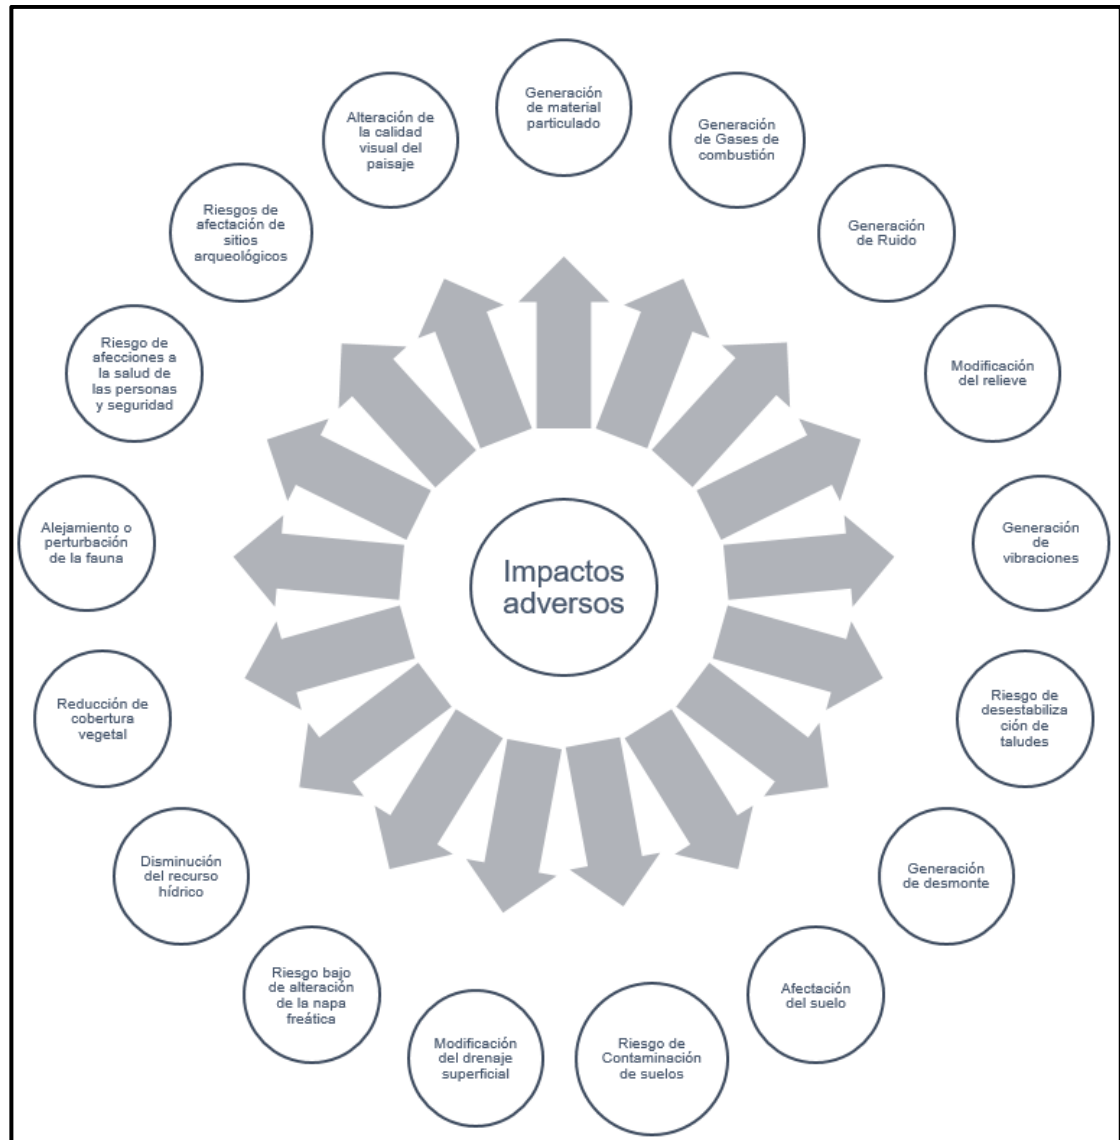 Generación
de material
particulado
Generación
de Gases de
combustión
Generación
de Ruido
Modificación
del relieve
Generación
de
vibraciones
Riesgo de
desestabiliza
ción de
taludes
Generación
de desmonte
Afectación
del suelo
Riesgo de
Contaminación
de suelos
Modificación
del drenaje
superficial
Riesgo bajo
de alteración
de la napa
freática
Disminución
del recurso
hídrico
Reducción de
cobertura
vegetal
Alejamiento o
perturbación
de la fauna
Riesgo de
afecciones a
la salud de
las personas
y seguridad
Riesgos de
afectación de
sitios
arqueológicos
Alteración de
la calidad
visual del
paisaje
Impactos
adversos